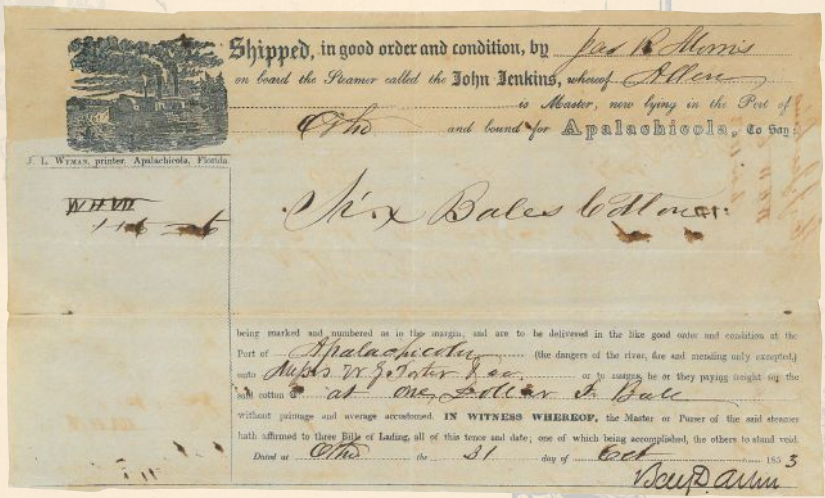 Shipped, in good order and condition, by Jas R Morris
on board the Steamer called the John Jenkins, whereof Allen
is Master, now lying in the Port of
Otho and bound for Apalachicola, To Say:
J. L. WYMAN, printer. Apalachicola, Florida.
Six Bales Cotton
being marked and numbered as in the margin, and are to be delivered in the like good order and condition at the
Port of Apalachicola (the dangers of the river, fire and mending only excepted,)
unto Messrs W G Porter & co or to assigns, he or they paying freight for the
said cotton at one Dollar Bale
without primage and average accustomed. IN WITNESS WHEREOF, the Master or Purser of the said steamer
hath affirmed to three Bills of Lading, all of this tenor and date; one of which being accomplished, the others to stand void
Dated at Otho the 31 day of Oct 1853